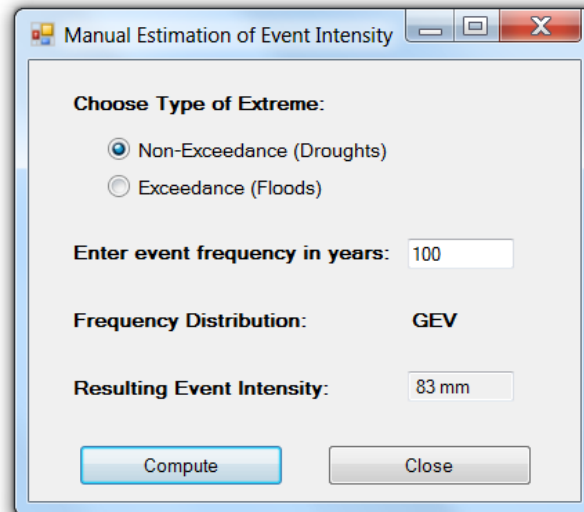 Manual Estimation of Event Intensity
Choose Type of Extreme:
Non-Exceedance (Droughts)
Exceedance (Floods)
Enter event frequency in years: 100
Frequency Distribution: GEV
Resulting Event Intensity: 83 mm
Compute Close